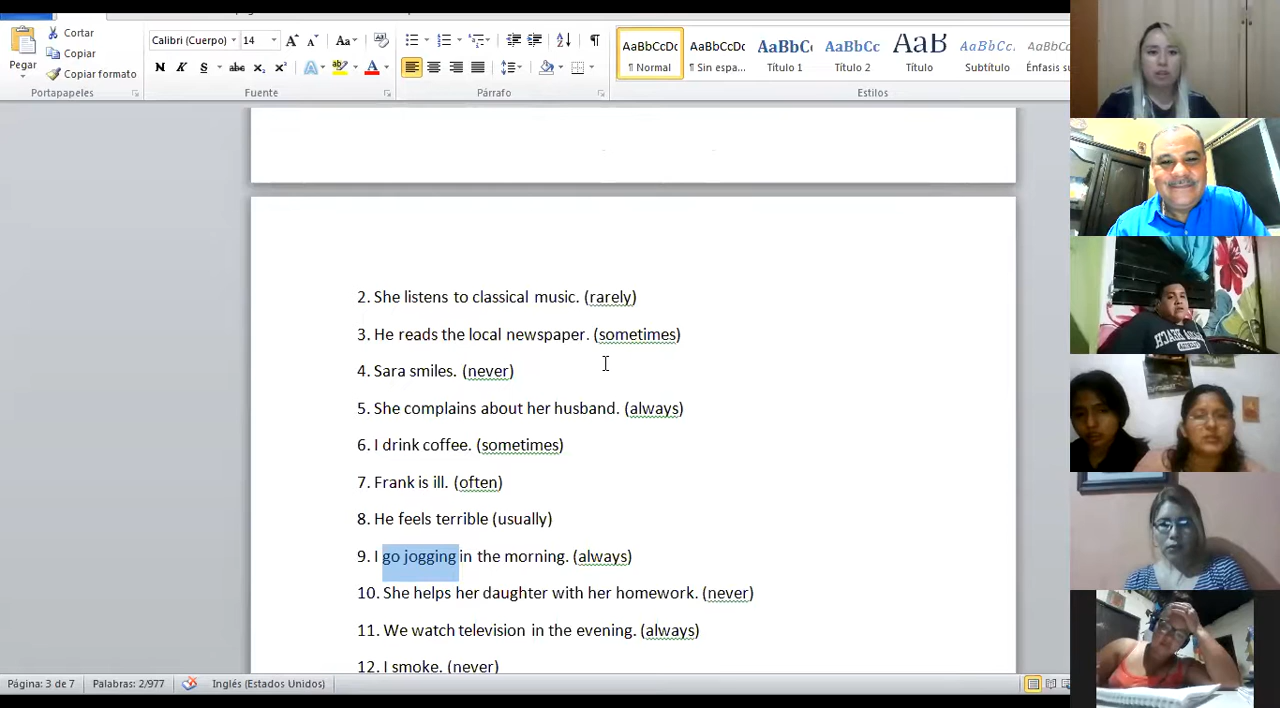 Cortar
Calibri (Cuerpo)
14
Aa
Copiar
Copiar formato
Pegar
N K S abc x₂ x²
AaBbCcDc
¶ Normal
AaBbCcDc
¶ Sin espa...
AaBbC
Título 1
AaBbCc
Título 2
AaB
Título
AaBbCc
Subtítulo
AaBbCc
Énfasis su
Portapapeles
Fuente
Párrafo
Estilos
2. She listens to classical music. (rarely)
3. He reads the local newspaper. (sometimes)
4. Sara smiles. (never)
5. She complains about her husband. (always)
6. I drink coffee. (sometimes)
7. Frank is ill. (often)
8. He feels terrible (usually)
9. I go jogging in the morning. (always)
10. She helps her daughter with her homework. (never)
11. We watch television in the evening. (always)
12. I smoke. (never)
Página: 3 de 7
Palabras: 2/977
Inglés (Estados Unidos)